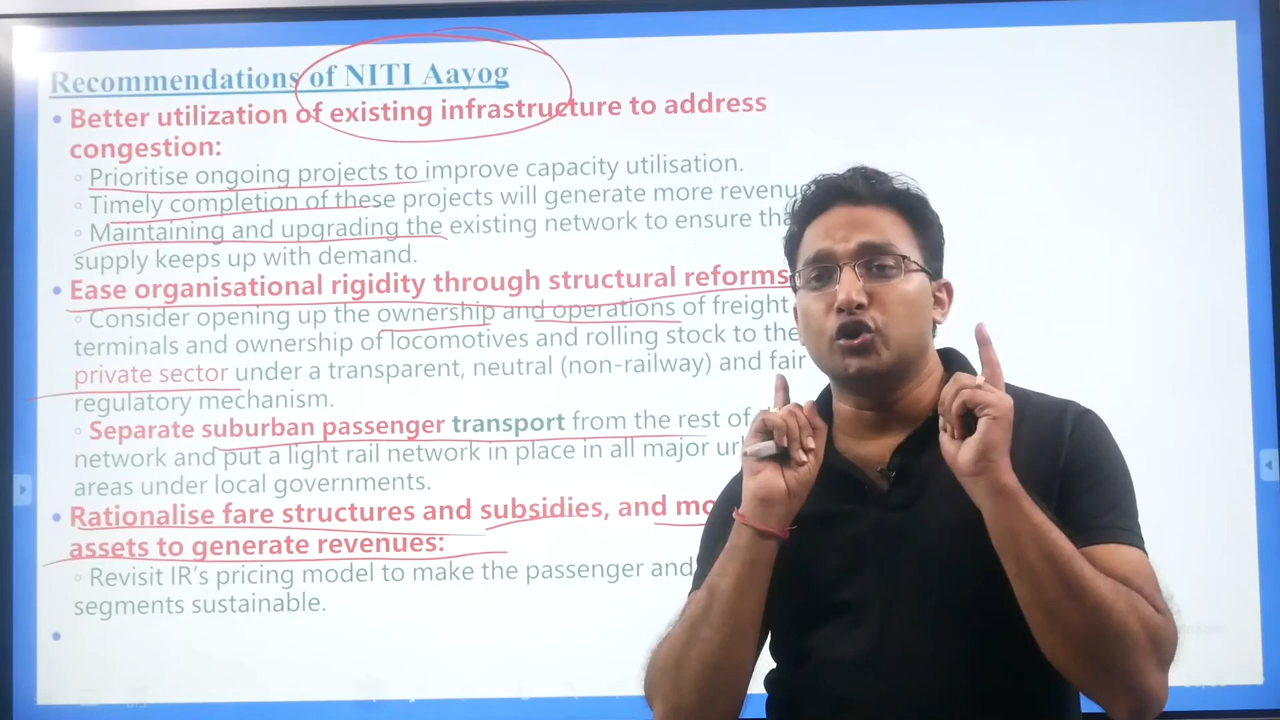 Recommendations of NITI Aayog
• Better utilization of existing infrastructure to address
congestion:
◦ Prioritise ongoing projects to improve capacity utilisation.
◦ Timely completion of these projects will generate more revenue
◦ Maintaining and upgrading the existing network to ensure
supply keeps up with demand.
• Ease organisational rigidity through structural reforms
◦ Consider opening up the ownership and operations of freight
terminals and ownership of locomotives and rolling stock to the
private sector under a transparent, neutral (non-railway) and fair
regulatory mechanism.
◦ Separate suburban passenger transport from the rest of
network and put a light rail network in place in all major
areas under local governments.
• Rationalise fare structures and subsidies, and
assets to generate revenues:
◦ Revisit IR's pricing model to make the passenger and
segments sustainable.
•